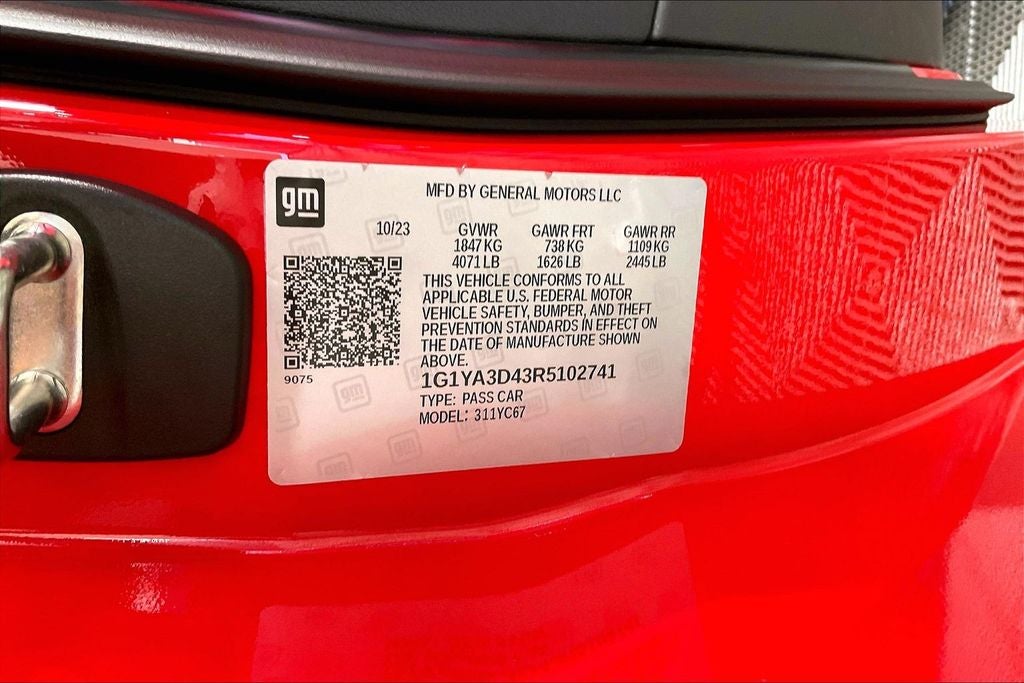 gm
MFD BY GENERAL MOTORS LLC
10/23 GVWR GAWR FRT GAWR RR
1847 KG 738 KG 1109 KG
4071 LB 1626 LB 2445 LB
THIS VEHICLE CONFORMS TO ALL
APPLICABLE U.S. FEDERAL MOTOR
VEHICLE SAFETY, BUMPER, AND THEFT
PREVENTION STANDARDS IN EFFECT ON
THE DATE OF MANUFACTURE SHOWN
ABOVE.
9075
1G1YA3D43R5102741
TYPE: PASS CAR
MODEL: 311YC67